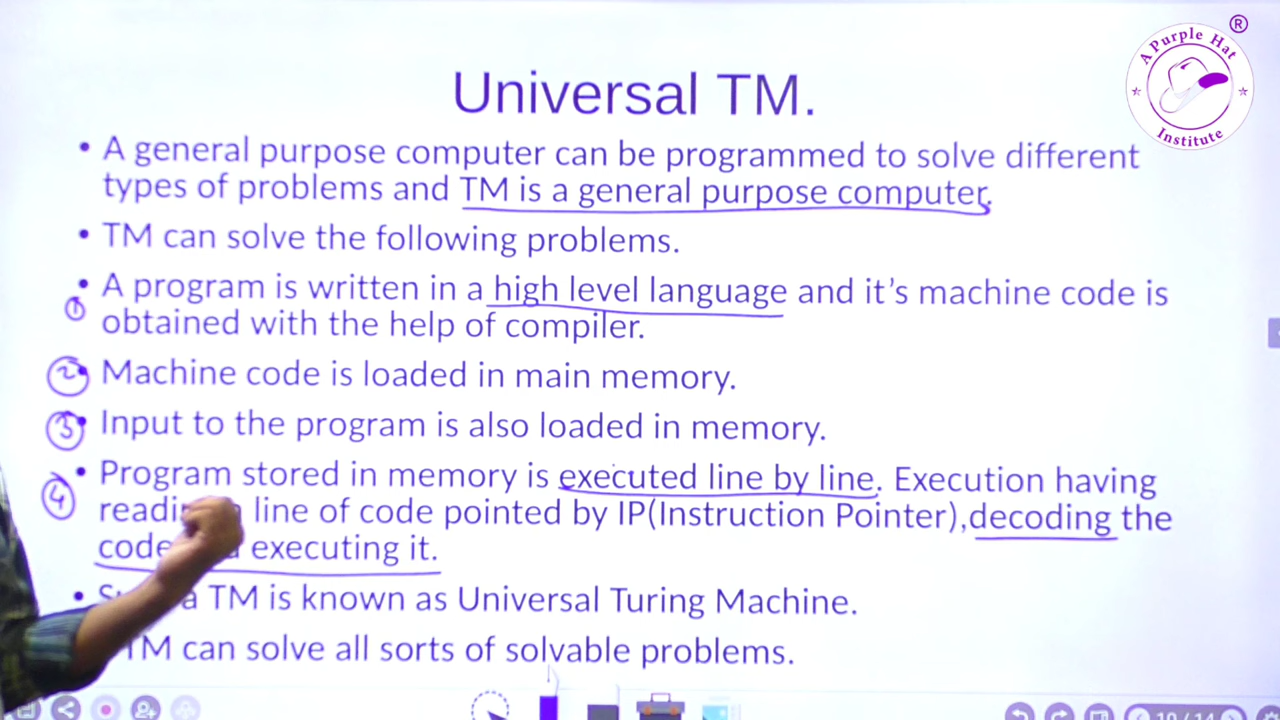 A Purple Hat
Institute
®
Universal TM.
• A general purpose computer can be programmed to solve different
types of problems and TM is a general purpose computer.
• TM can solve the following problems.
① • A program is written in a high level language and it's machine code is
obtained with the help of compiler.
② • Machine code is loaded in main memory.
③ • Input to the program is also loaded in memory.
④ • Program stored in memory is executed line by line. Execution having
line of code pointed by IP(Instruction Pointer),decoding the
code executing it.
• a TM is known as Universal Turing Machine.
TM can solve all sorts of solvable problems.